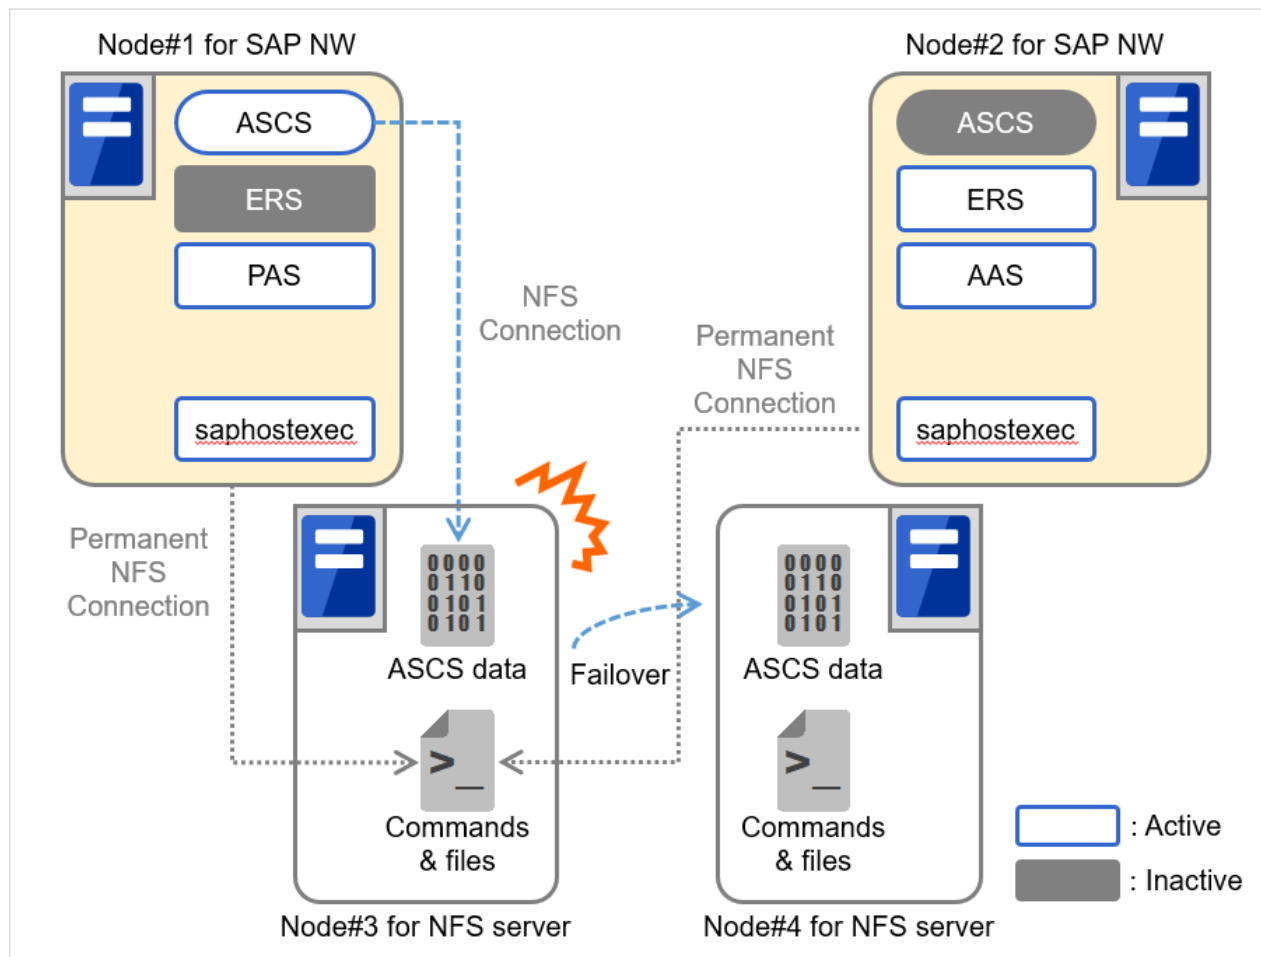 Node#1 for SAP NW
Node#2 for SAP NW
ASCS
ERS
PAS
saphostexec
ASCS
ERS
AAS
saphostexec
NFS
Connection
Permanent
NFS
Connection
Permanent
NFS
Connection
0000
0110
0101
0101
ASCS data
Failover
0000
0110
0101
0101
ASCS data
>_
Commands
& files
>_
Commands
& files
: Active
: Inactive
Node#3 for NFS server
Node#4 for NFS server